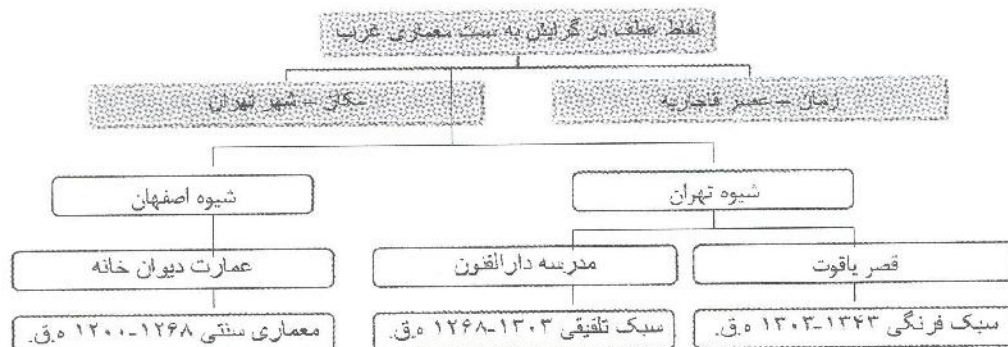 نقاط عطف در گرایش به سمت معماری غرب
زمان – عصر قاجاریه
مکان – شهر تهران
شیوه تهران
شیوه اصفهان
قصر یاقوت
مدرسه دارالفنون
عمارت دیوان خانه
سبک فرنگی ۱۳۴۳-۱۳۰۳ ه.ق.
سبک تلفیقی ۱۳۰۳-۱۲۶۸ ه.ق.
معماری سنتی ۱۲۶۸-۱۲۰۰ ه.ق.